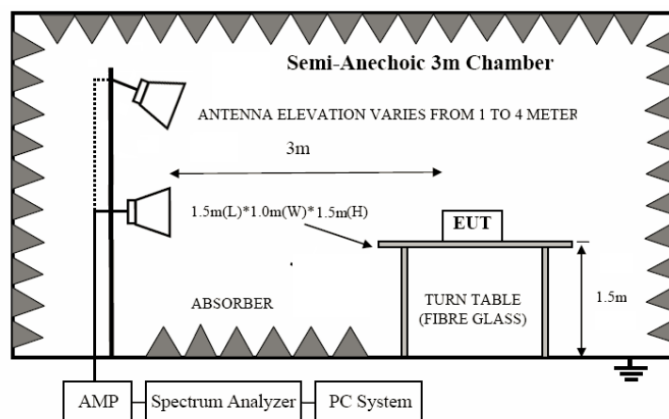 Semi-Anechoic 3m Chamber
ANTENNA ELEVATION VARIES FROM 1 TO 4 METER
3m
1.5m(L)*1.0m(W)*1.5m(H)
EUT
ABSORBER
TURN TABLE
(FIBRE GLASS)
1.5m
AMP
Spectrum Analyzer
PC System